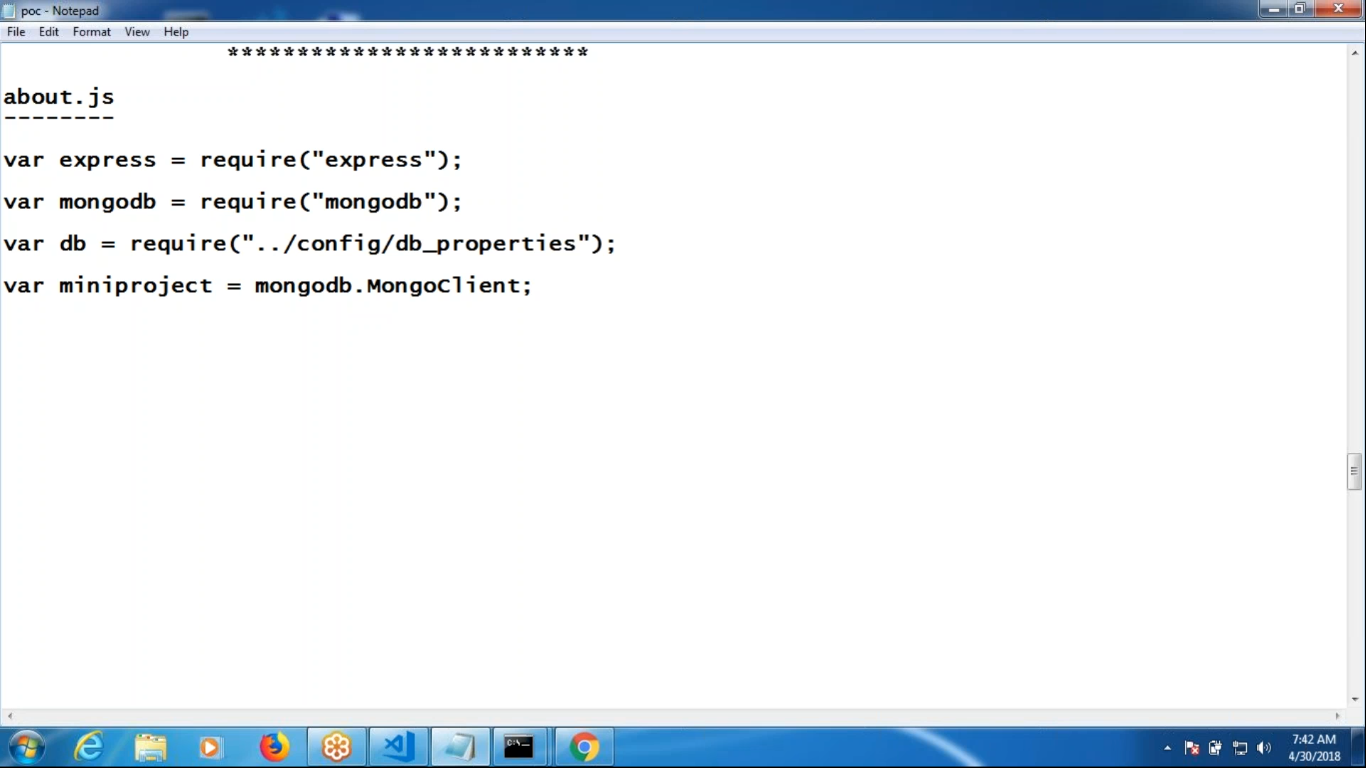 poc - Notepad
File Edit Format View Help
**************************
about.js
--------
var express = require("express");
var mongodb = require("mongodb");
var db = require("../config/db_properties");
var miniproject = mongodb.MongoClient;
7:42 AM
4/30/2018